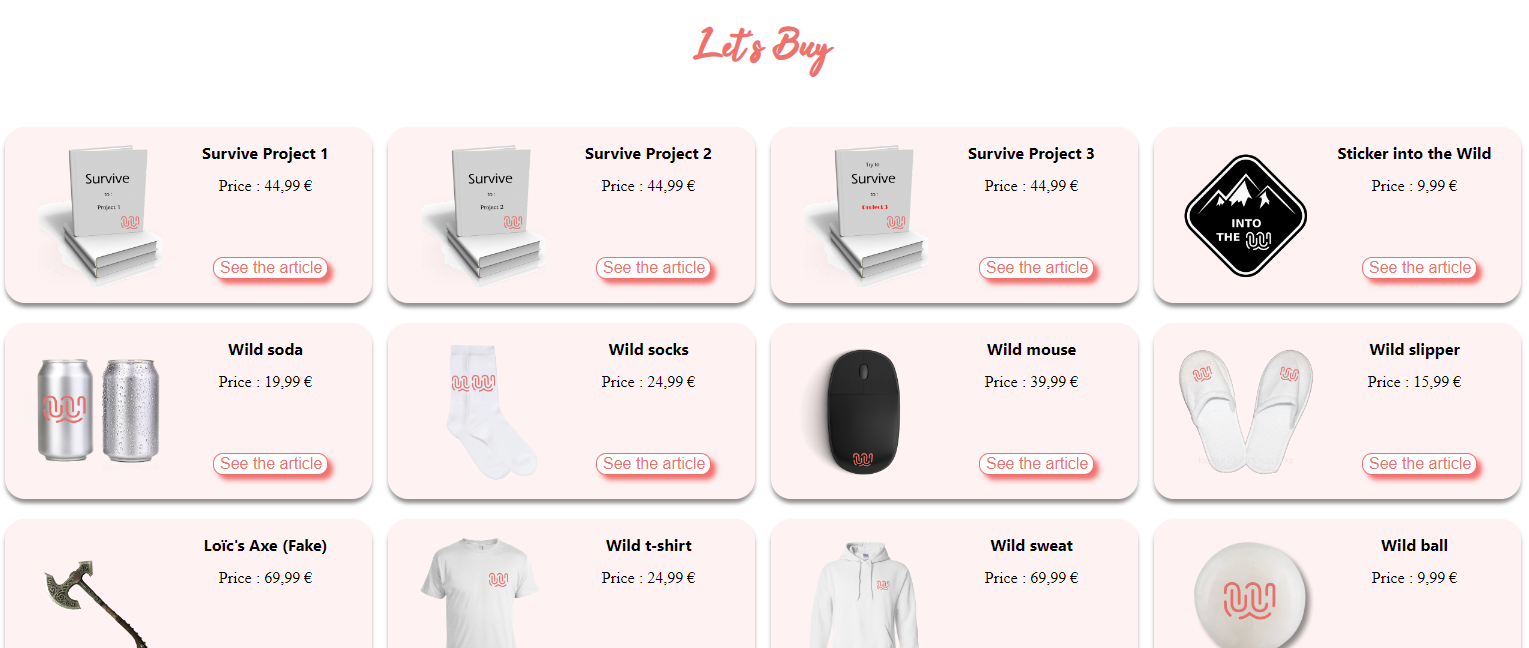 Let's Buy
Survive
to :
Project 1
Survive Project 1
Price : 44,99 €
See the article
Survive
to :
Project 2
Survive Project 2
Price : 44,99 €
See the article
Try to
Survive
to :
Project 3
Survive Project 3
Price : 44,99 €
See the article
INTO
THE
Sticker into the Wild
Price : 9,99 €
See the article
Wild soda
Price : 19,99 €
See the article
Wild socks
Price : 24,99 €
See the article
Wild mouse
Price : 39,99 €
See the article
Wild slipper
Price : 15,99 €
See the article
Loïc's Axe (Fake)
Price : 69,99 €
Wild t-shirt
Price : 24,99 €
Wild sweat
Price : 69,99 €
Wild ball
Price : 9,99 €